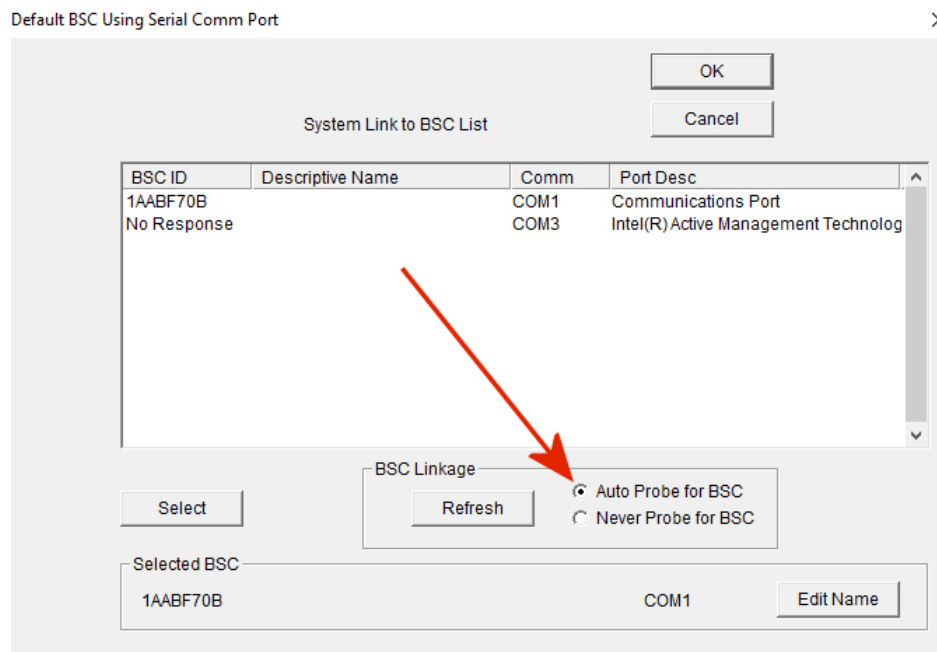 Default BSC Using Serial Comm Port
OK
System Link to BSC List
Cancel
BSC ID Descriptive Name Comm Port Desc
1AABF70B COM1 Communications Port
No Response COM3 Intel(R) Active Management Technolog
BSC Linkage
Select Refresh Auto Probe for BSC
Never Probe for BSC
Selected BSC
1AABF70B COM1 Edit Name